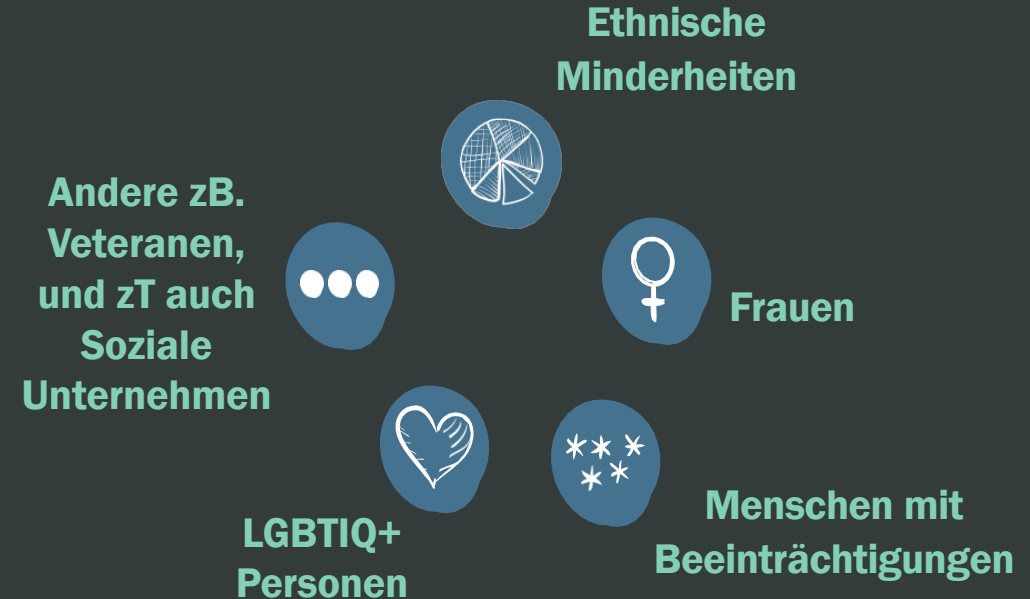 Ethnische
Minderheiten
Andere zB.
Veteranen,
und zT auch
Soziale
Unternehmen
Frauen
LGBTIQ+
Personen
Menschen mit
Beeinträchtigungen